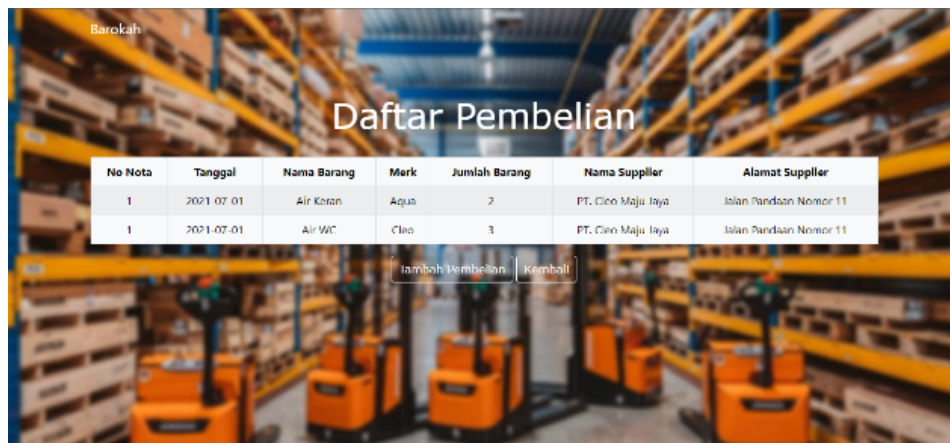 Barokah
Daftar Pembelian
No Nota Tanggal Nama Barang Merk Jumlah Barang Nama Supplier Alamat Supplier
1 2021-07-01 Air Keran Aqua 2 PT. Cleo Maju Jaya Jalan Pandaan Nomor 11
1 2021-07-01 Air WC Cleo 3 PT. Cleo Maju Jaya Jalan Pandaan Nomor 11
Tambah Pembelian Kembali